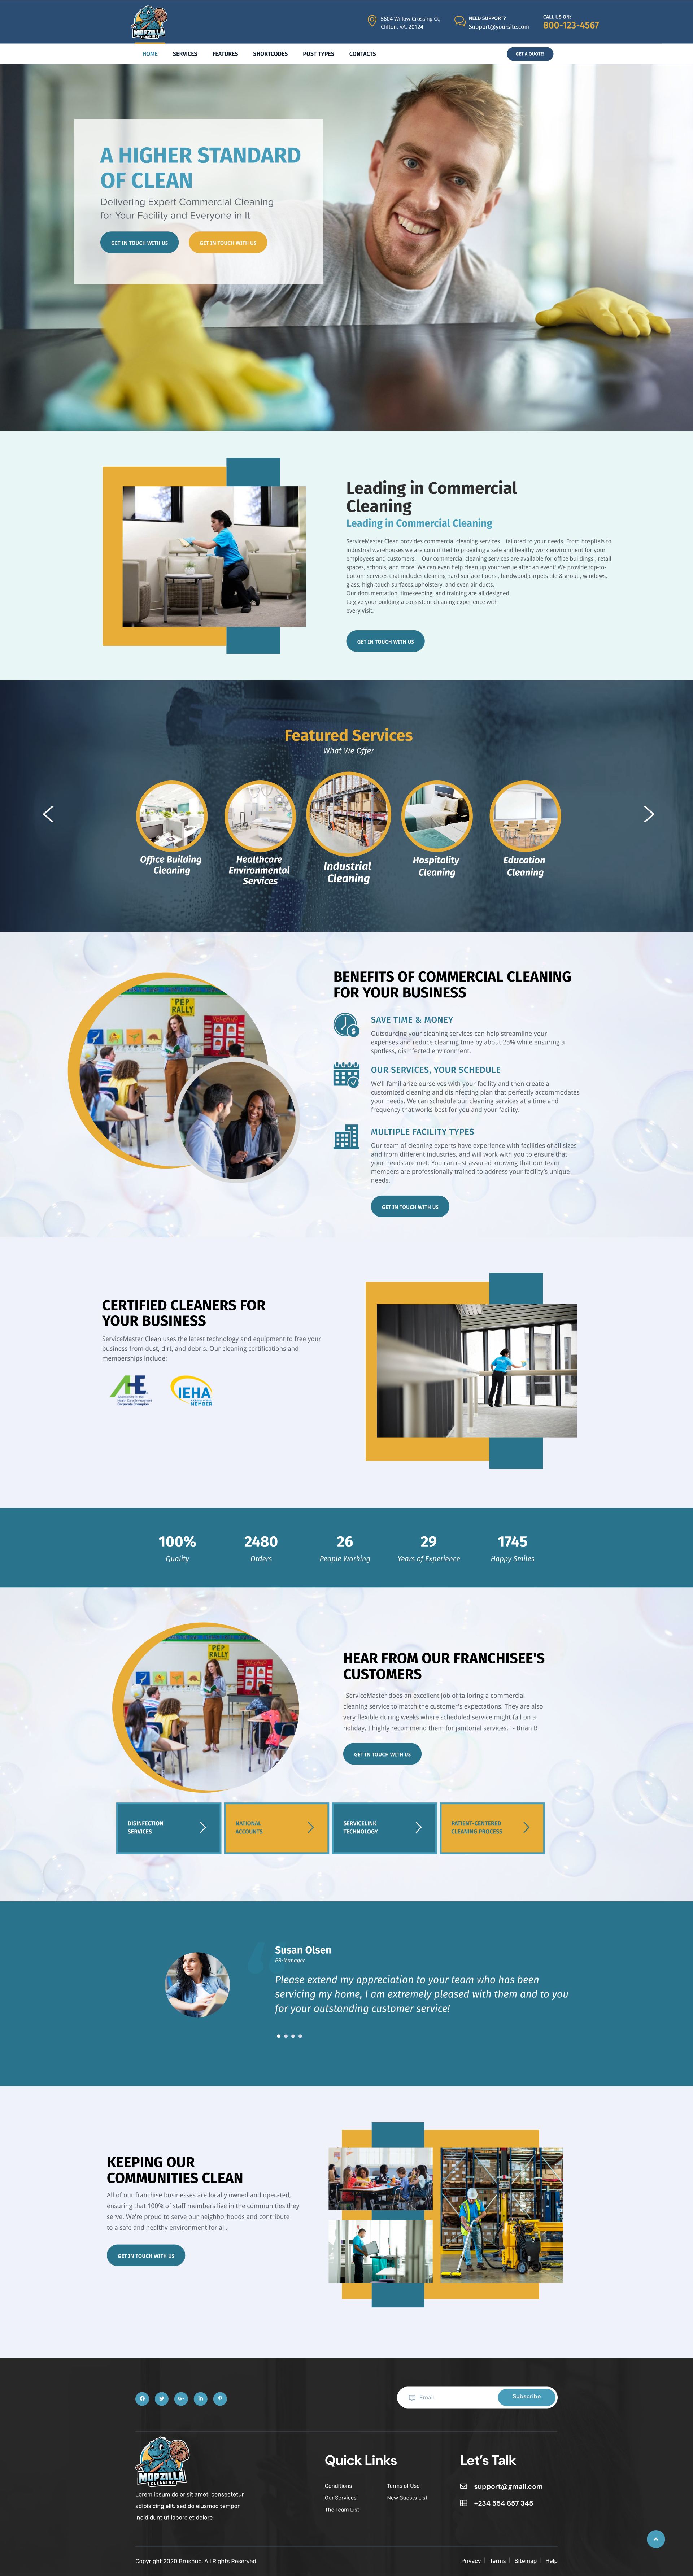 MOPZILLA
CLEANING
5604 Willow Crossing Ct,
Clifton, VA, 20124
NEED SUPPORT?
Support@yoursite.com
CALL US ON:
800-123-4567
HOME SERVICES FEATURES SHORTCODES POST TYPES CONTACTS
GET A QUOTE!
A HIGHER STANDARD
OF CLEAN
Delivering Expert Commercial Cleaning
for Your Facility and Everyone in It
GET IN TOUCH WITH US GET IN TOUCH WITH US
Leading in Commercial
Cleaning
Leading in Commercial Cleaning
ServiceMaster Clean provides commercial cleaning services tailored to your needs. From hospitals to
industrial warehouses we are committed to providing a safe and healthy work environment for your
employees and customers. Our commercial cleaning services are available for office buildings , retail
spaces, schools, and more. We can even help clean up your venue after an event! We provide top-to-
bottom services that includes cleaning hard surface floors , hardwood,carpets tile & grout , windows,
glass, high-touch surfaces,upholstery, and even air ducts.
Our documentation, timekeeping, and training are all designed
to give your building a consistent cleaning experience with
every visit.
GET IN TOUCH WITH US
Featured Services
What We Offer
Office Building
Cleaning
Healthcare
Environmental
Services
Industrial
Cleaning
Hospitality
Cleaning
Education
Cleaning
PEP
RALLY
BENEFITS OF COMMERCIAL CLEANING
FOR YOUR BUSINESS
SAVE TIME & MONEY
Outsourcing your cleaning services can help streamline your
expenses and reduce cleaning time by about 25% while ensuring a
spotless, disinfected environment.
OUR SERVICES, YOUR SCHEDULE
We'll familiarize ourselves with your facility and then create a
customized cleaning and disinfecting plan that perfectly accommodates
your needs. We can schedule our cleaning services at a time and
frequency that works best for you and your facility.
MULTIPLE FACILITY TYPES
Our team of cleaning experts have experience with facilities of all sizes
and from different industries, and will work with you to ensure that
your needs are met. You can rest assured knowing that our team
members are professionally trained to address your facility's unique
needs.
GET IN TOUCH WITH US
CERTIFIED CLEANERS FOR
YOUR BUSINESS
ServiceMaster Clean uses the latest technology and equipment to free your
business from dust, dirt, and debris. Our cleaning certifications and
memberships include:
AHE
Association for the
Health Care Environment
Corporate Champion
IEHA
MEMBER
100% 2480 26 29 1745
Quality Orders People Working Years of Experience Happy Smiles
PEP
RALLY
HEAR FROM OUR FRANCHISEE'S
CUSTOMERS
"ServiceMaster does an excellent job of tailoring a commercial
cleaning service to match the customer's expectations. They are also
very flexible during weeks where scheduled service might fall on a
holiday. I highly recommend them for janitorial services." - Brian B
GET IN TOUCH WITH US
DISINFECTION
SERVICES
NATIONAL
ACCOUNTS
SERVICELINK
TECHNOLOGY
PATIENT-CENTERED
CLEANING PROCESS
Susan Olsen
PR-Manager
Please extend my appreciation to your team who has been
servicing my home, I am extremely pleased with them and to you
for your outstanding customer service!
KEEPING OUR
COMMUNITIES CLEAN
All of our franchise businesses are locally owned and operated,
ensuring that 100% of staff members live in the communities they
serve. We're proud to serve our neighborhoods and contribute
to a safe and healthy environment for all.
GET IN TOUCH WITH US
Email
Subscribe
MOPZILLA
CLEANING
Lorem ipsum dolor sit amet, consectetur
adipisicing elit, sed do eiusmod tempor
incididunt ut labore et dolore
Quick Links
Conditions Terms of Use
Our Services New Guests List
The Team List
Let's Talk
support@gmail.com
+234 554 657 345
Copyright 2020 Brushup. All Rights Reserved
Privacy | Terms | Sitemap | Help